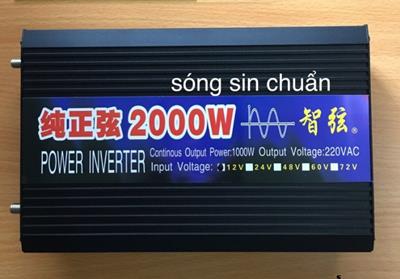 sóng sin chuẩn
纯正弦 2000W 智弦®
POWER INVERTER
Continous Output Power:1000W Output Voltage:220VAC
Input Voltage: 12V 24V 48V 60V 72V